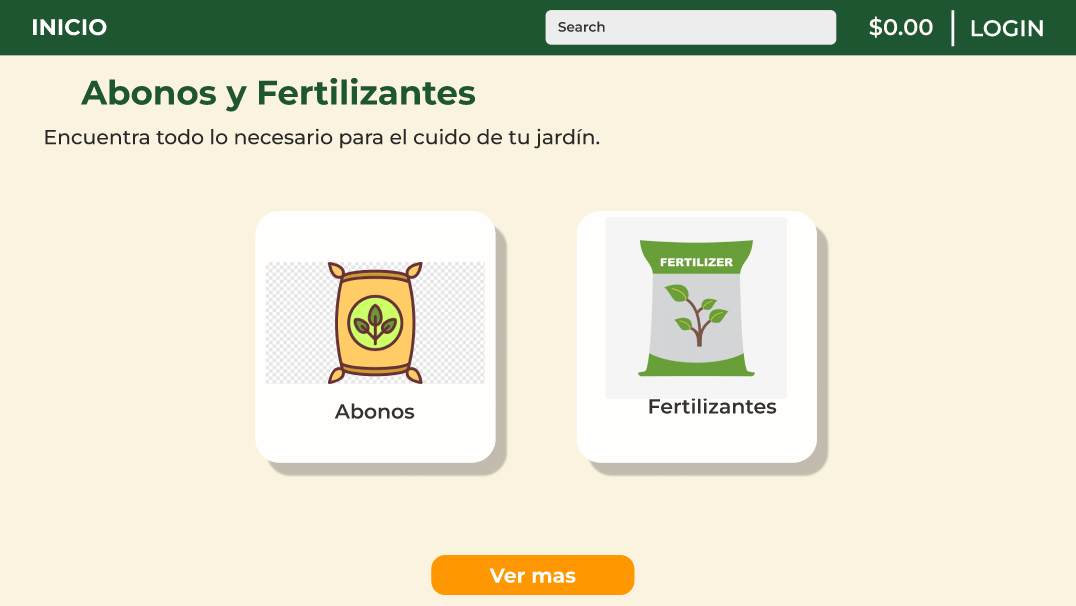 INICIO
Search
$0.00
LOGIN
Abonos y Fertilizantes
Encuentra todo lo necesario para el cuido de tu jardín.
FERTILIZER
Abonos
Fertilizantes
Ver mas